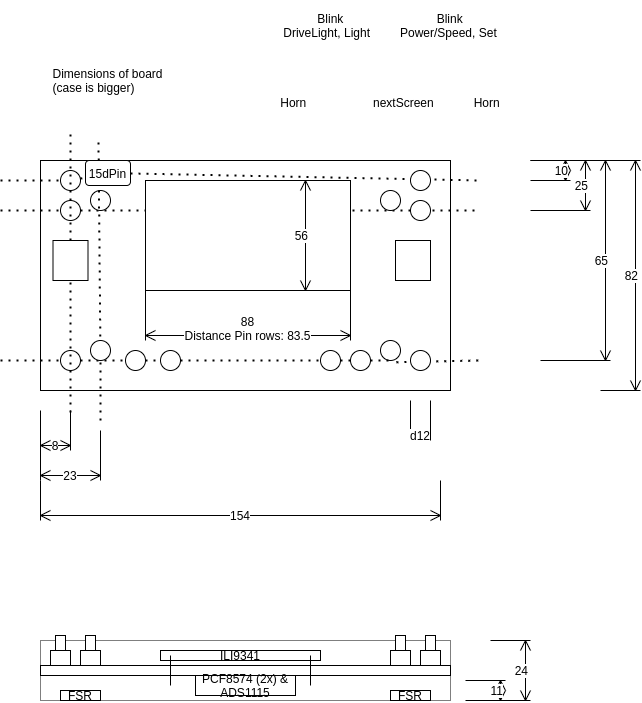 Blink
DriveLight, Light
Blink
Power/Speed, Set
Dimensions of board
(case is bigger)
Horn
nextScreen
Horn
15dPin
10
25
56
65
82
88
Distance Pin rows: 83.5
d12
8
23
154
ILI9341
PCF8574 (2x) &
ADS1115
FSR
FSR
24
11